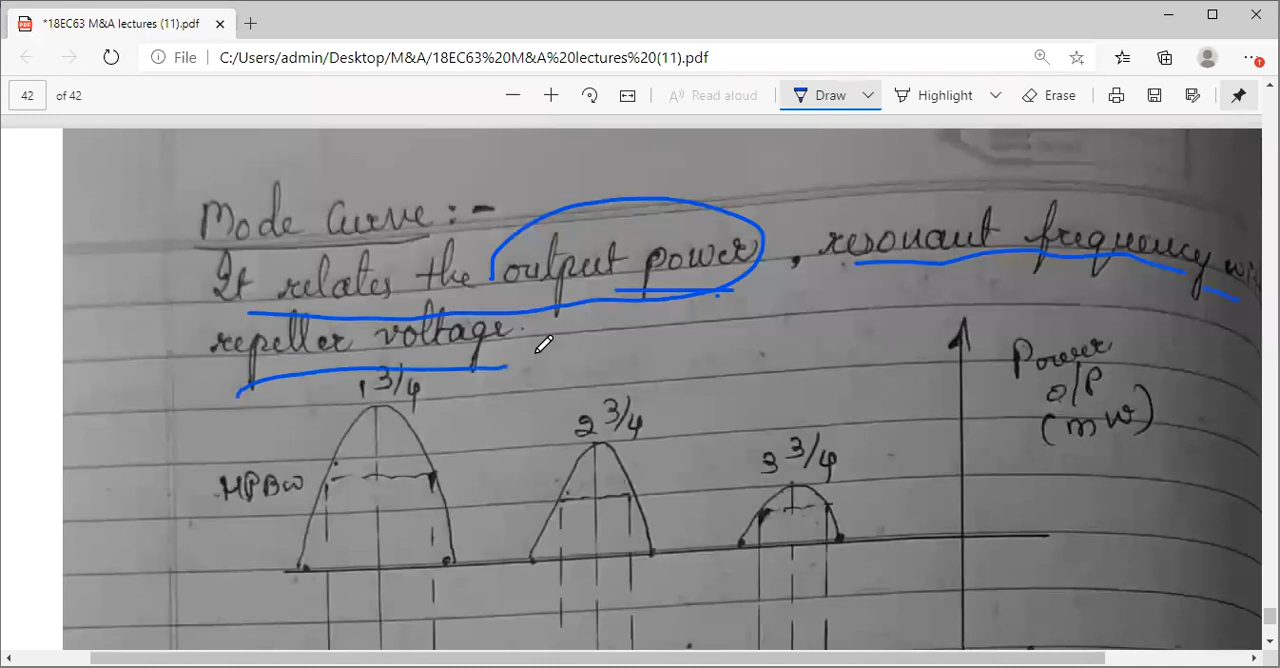 *18EC63 M&A lectures (11).pdf
File C:/Users/admin/Desktop/M&A/18EC63%20M&A%20lectures%20(11).pdf
42 of 42 Read aloud Draw Highlight Erase
Mode Curve :-
It relates the output power, resonant frequency
repeller voltage.
1 3/4
2 3/4
3 3/4
HPBW
Power
O/P
(mW)